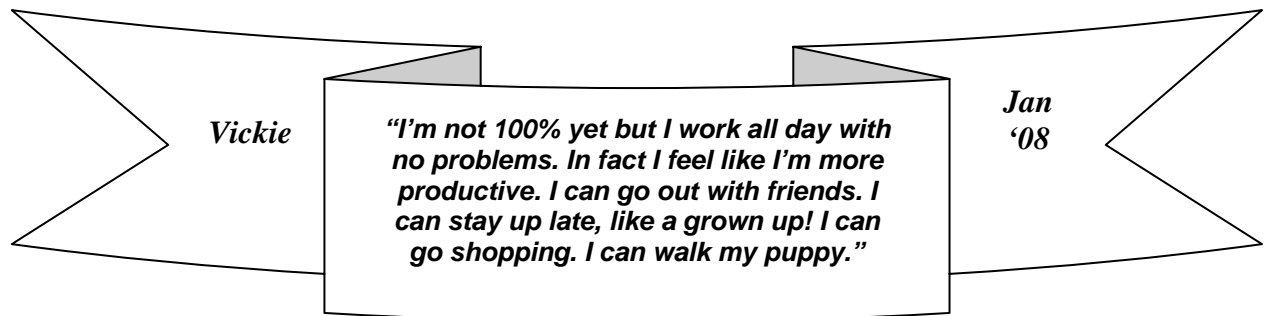 Vickie
“I’m not 100% yet but I work all day with
no problems. In fact I feel like I’m more
productive. I can go out with friends. I
can stay up late, like a grown up! I can
go shopping. I can walk my puppy.”
Jan
‘08